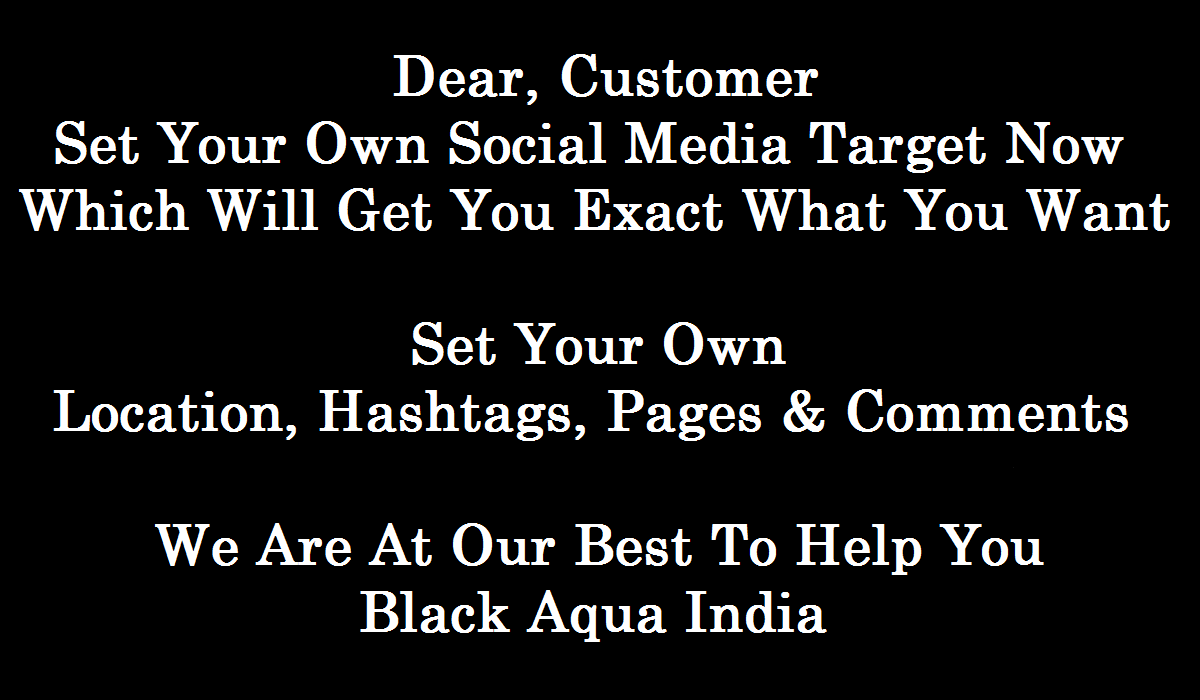 Dear, Customer
Set Your Own Social Media Target Now
Which Will Get You Exact What You Want
Set Your Own
Location, Hashtags, Pages & Comments
We Are At Our Best To Help You
Black Aqua India